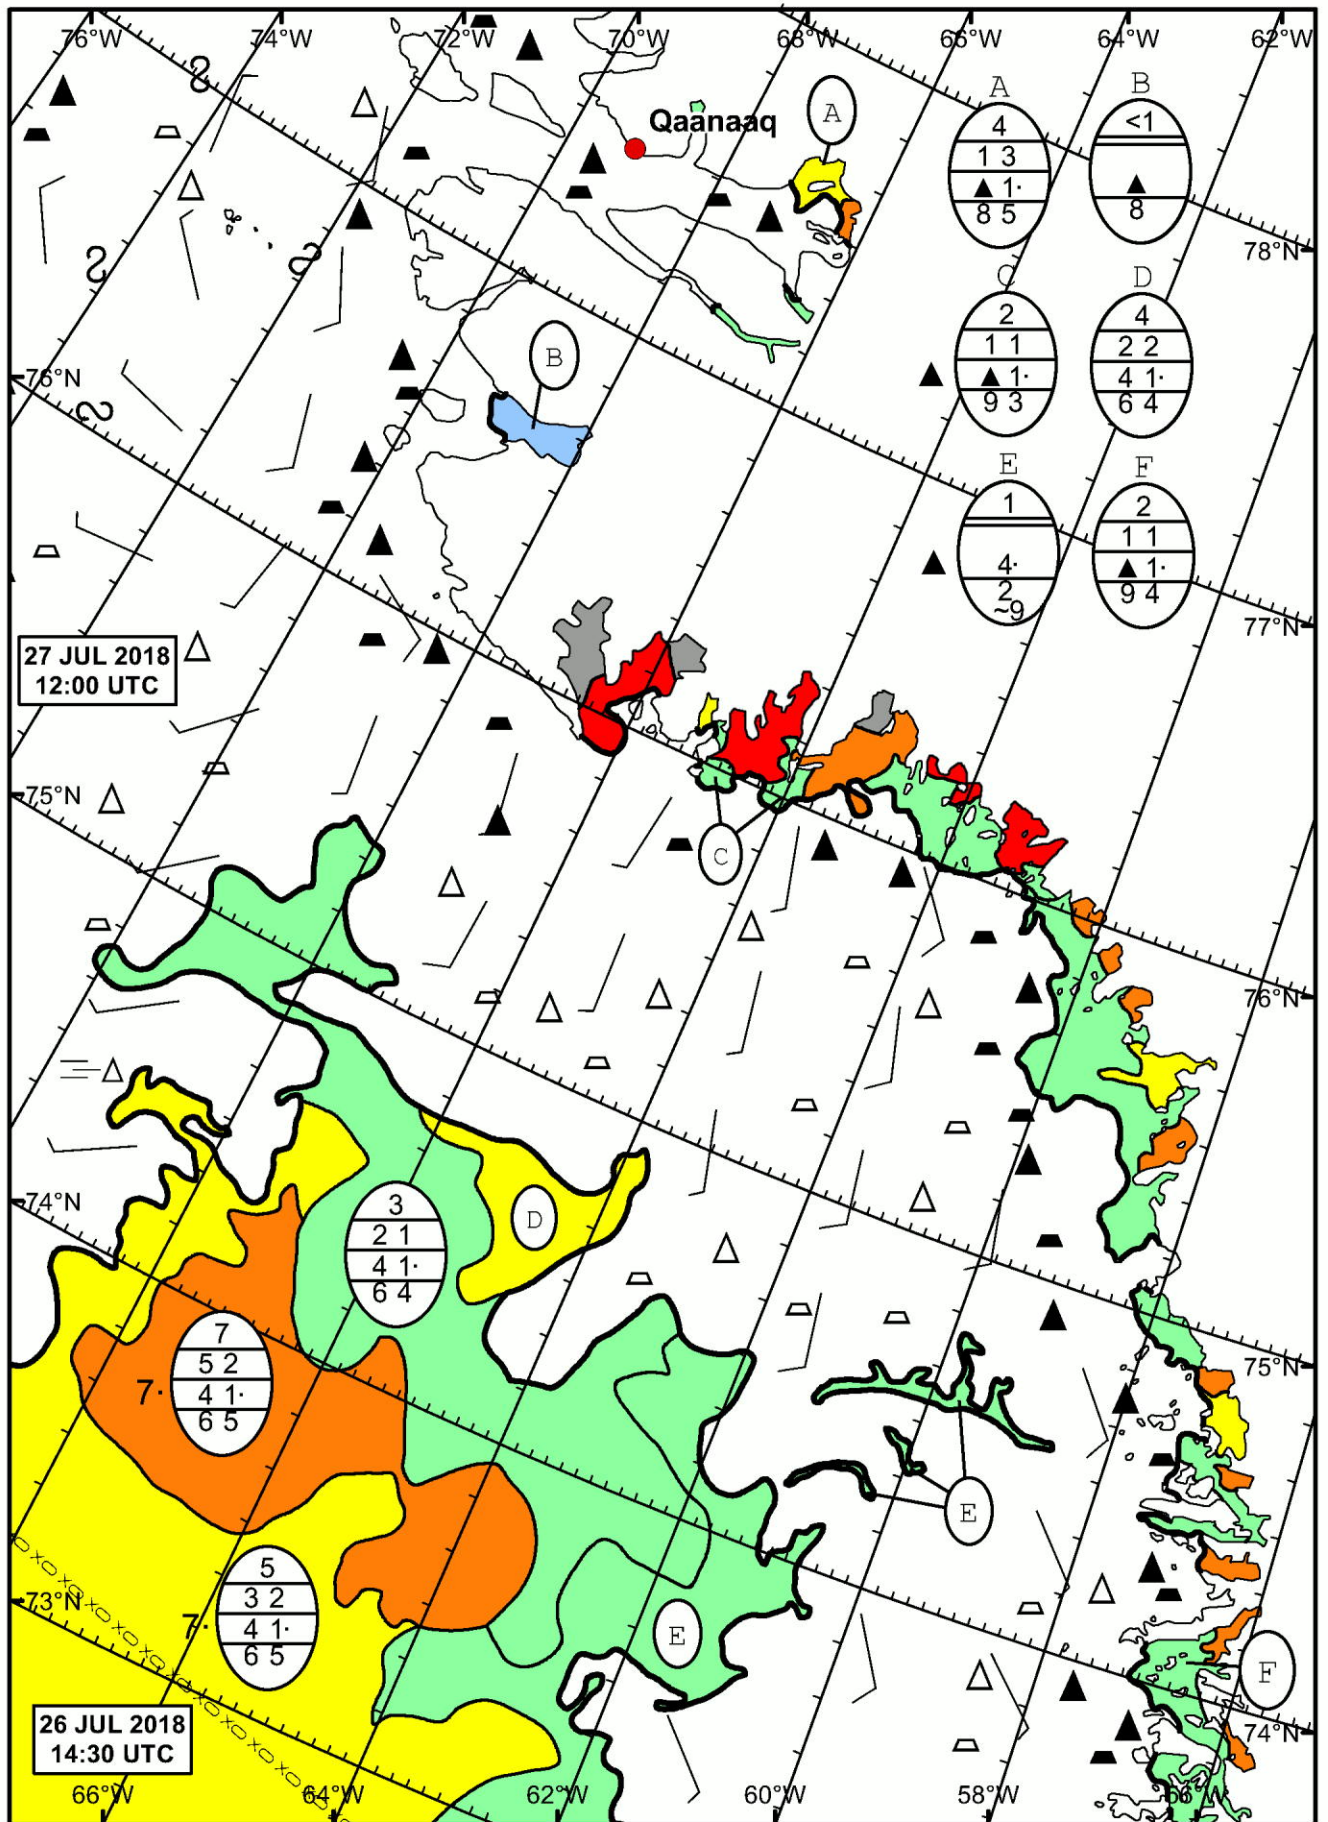 76°W 74°W 72°W 70°W 68°W 66°W 64°W 62°W
Qaanaaq
A
A
4
1 3
▲ 1·
8 5
B
<1
▲
8
78°N
C
2
1 1
▲ 1·
9 3
D
4
2 2
4 1·
6 4
B
76°N
E
1
4·
2
~9
F
2
1 1
▲ 1·
9 4
77°N
27 JUL 2018
12:00 UTC
75°N
C
76°N
74°N
3
2 1
4 1·
6 4
D
7
5 2
7· 4 1·
6 5
75°N
E
73°N
5
3 2
7· 4 1·
6 5
E
F
26 JUL 2018
14:30 UTC
74°N
66°W 64°W 62°W 60°W 58°W 56°W